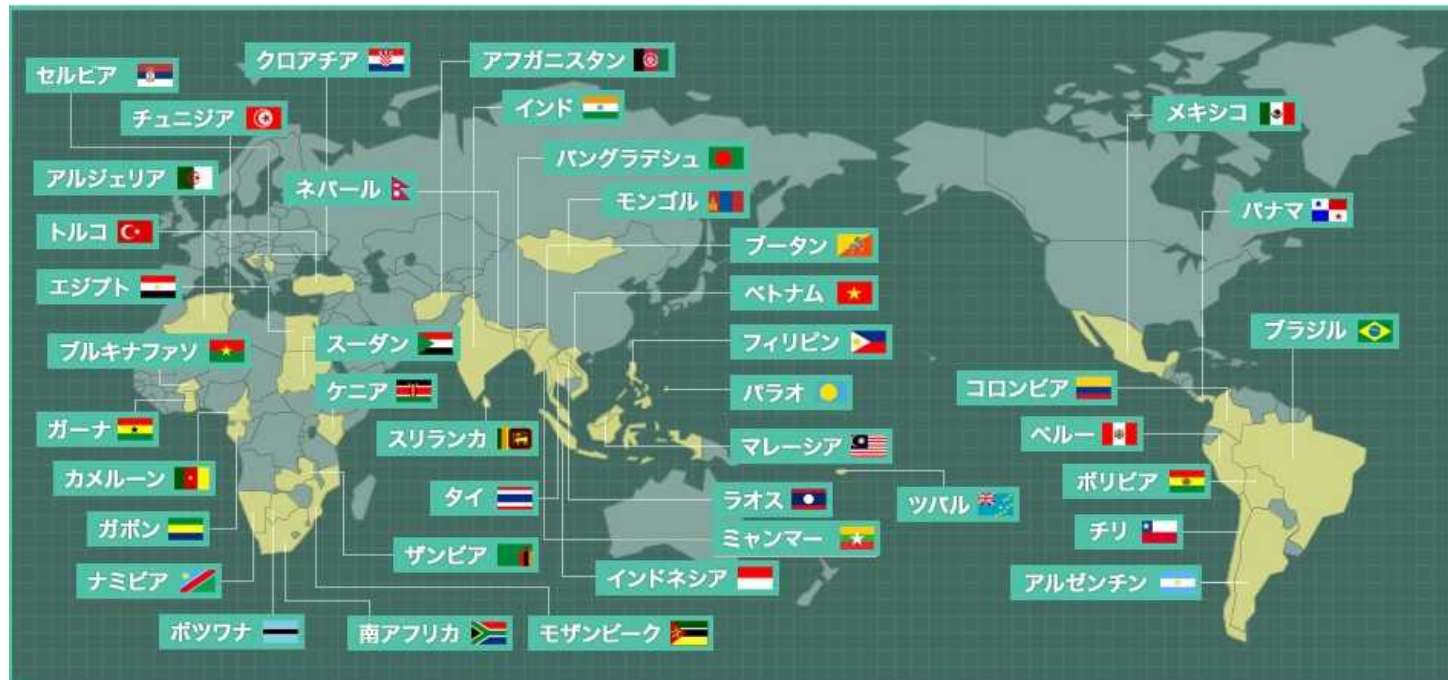 クロアチア
アフガニスタン
セルビア
インド
メキシコ
チュニジア
バングラデシュ
アルジェリア
ネパール
モンゴル
パナマ
トルコ
ブータン
エジプト
ベトナム
ブルキナファソ
スーダン
フィリピン
ブラジル
ケニア
パラオ
コロンビア
ガーナ
スリランカ
マレーシア
ペルー
カメルーン
タイ
ラオス
ツバル
ボリビア
ガボン
ザンビア
ミャンマー
チリ
ナミビア
インドネシア
アルゼンチン
ボツワナ
南アフリカ
モザンビーク